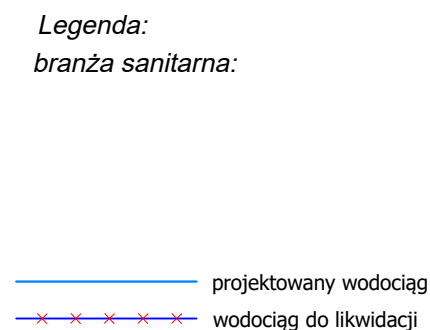 Legenda:
branża sanitarna:
projektowany wodociąg
wodociąg do likwidacji